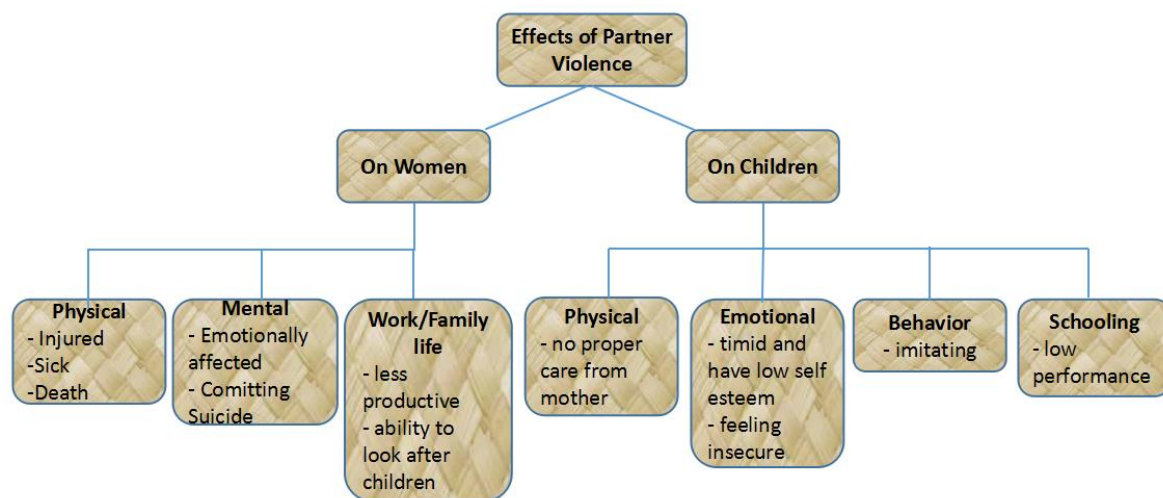 Effects of Partner
Violence
On Women
On Children
Physical
- Injured
-Sick
-Death
Mental
- Emotionally
affected
- Comitting
Suicide
Work/Family
life
- less
productive
- ability to
look after
children
Physical
- no proper
care from
mother
Emotional
- timid and
have low self
esteem
- feeling
insecure
Behavior
- imitating
Schooling
- low
performance